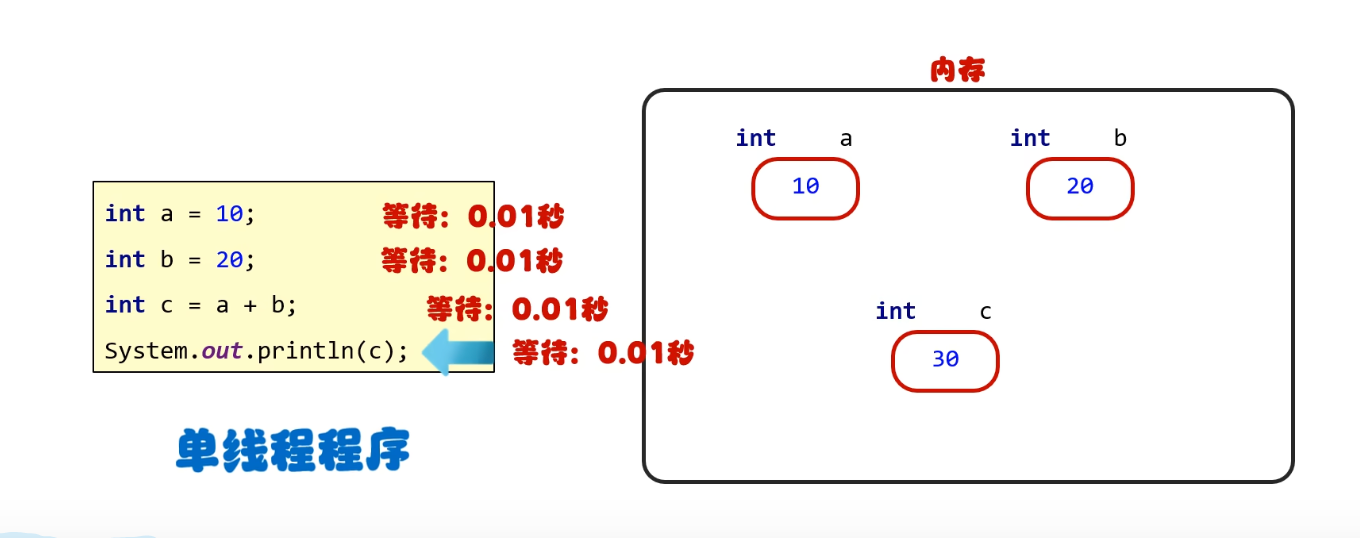 内存
int a
int b
10
20
int a = 10; 等待：0.01秒
int b = 20; 等待：0.01秒
int c = a + b; 等待：0.01秒
int c
System.out.println(c); 等待：0.01秒
30
单线程程序